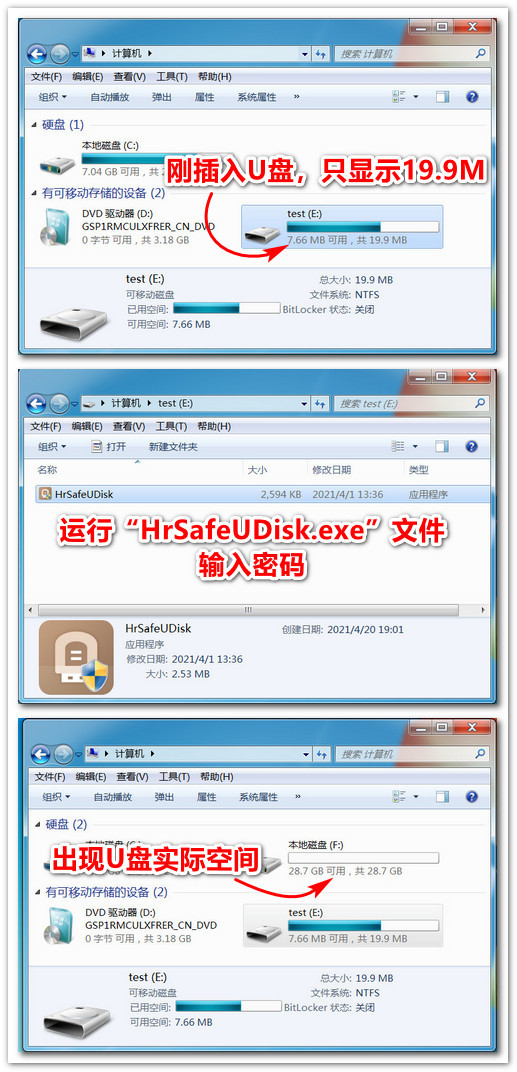 计算机
搜索 计算机
文件(F) 编辑(E) 查看(V) 工具(T) 帮助(H)
组织 自动播放 弹出 属性 系统属性 »
硬盘 (1)
本地磁盘 (C:)
7.04 GB 可用，共
刚插入U盘，只显示19.9M
有可移动存储的设备 (2)
DVD 驱动器 (D:)
GSP1RMCULXFRER_CN_DVD
0 字节 可用，共 3.18 GB
test (E:)
7.66 MB 可用，共 19.9 MB
test (E:)
可移动磁盘
已用空间:
可用空间: 7.66 MB
总大小: 19.9 MB
文件系统: NTFS
BitLocker 状态: 关闭
计算机 test (E:)
搜索 test (E:)
文件(F) 编辑(E) 查看(V) 工具(T) 帮助(H)
组织 打开 新建文件夹
名称 大小 修改日期 类型
HrSafeUDisk 2,594 KB 2021/4/1 13:36 应用程序
运行“HrSafeUDisk.exe”文件
输入密码
HrSafeUDisk
应用程序
修改日期: 2021/4/1 13:36
大小: 2.53 MB
创建日期: 2021/4/20 19:01
计算机
搜索 计算机
文件(F) 编辑(E) 查看(V) 工具(T) 帮助(H)
组织 自动播放 弹出 属性 系统属性 »
硬盘 (2)
本地磁盘 (F:)
28.7 GB 可用，共 28.7 GB
出现U盘实际空间
有可移动存储的设备 (2)
DVD 驱动器 (D:)
GSP1RMCULXFRER_CN_DVD
0 字节 可用，共 3.18 GB
test (E:)
7.66 MB 可用，共 19.9 MB
test (E:)
可移动磁盘
已用空间:
可用空间: 7.66 MB
总大小: 19.9 MB
文件系统: NTFS
BitLocker 状态: 关闭